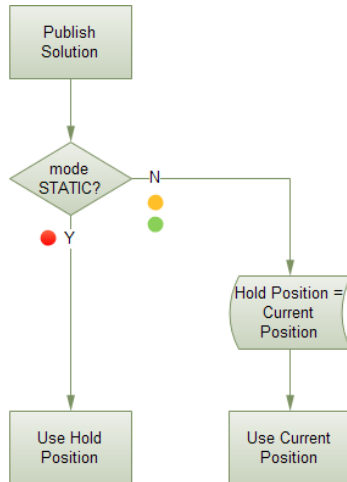 Publish
Solution
mode
STATIC?
N
Y
Hold Position =
Current
Position
Use Hold
Position
Use Current
Position